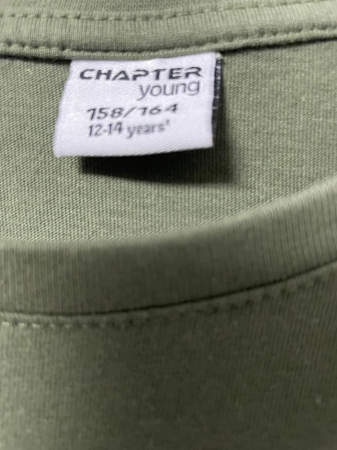 CHAPTER
young
158/164
12-14 years¹